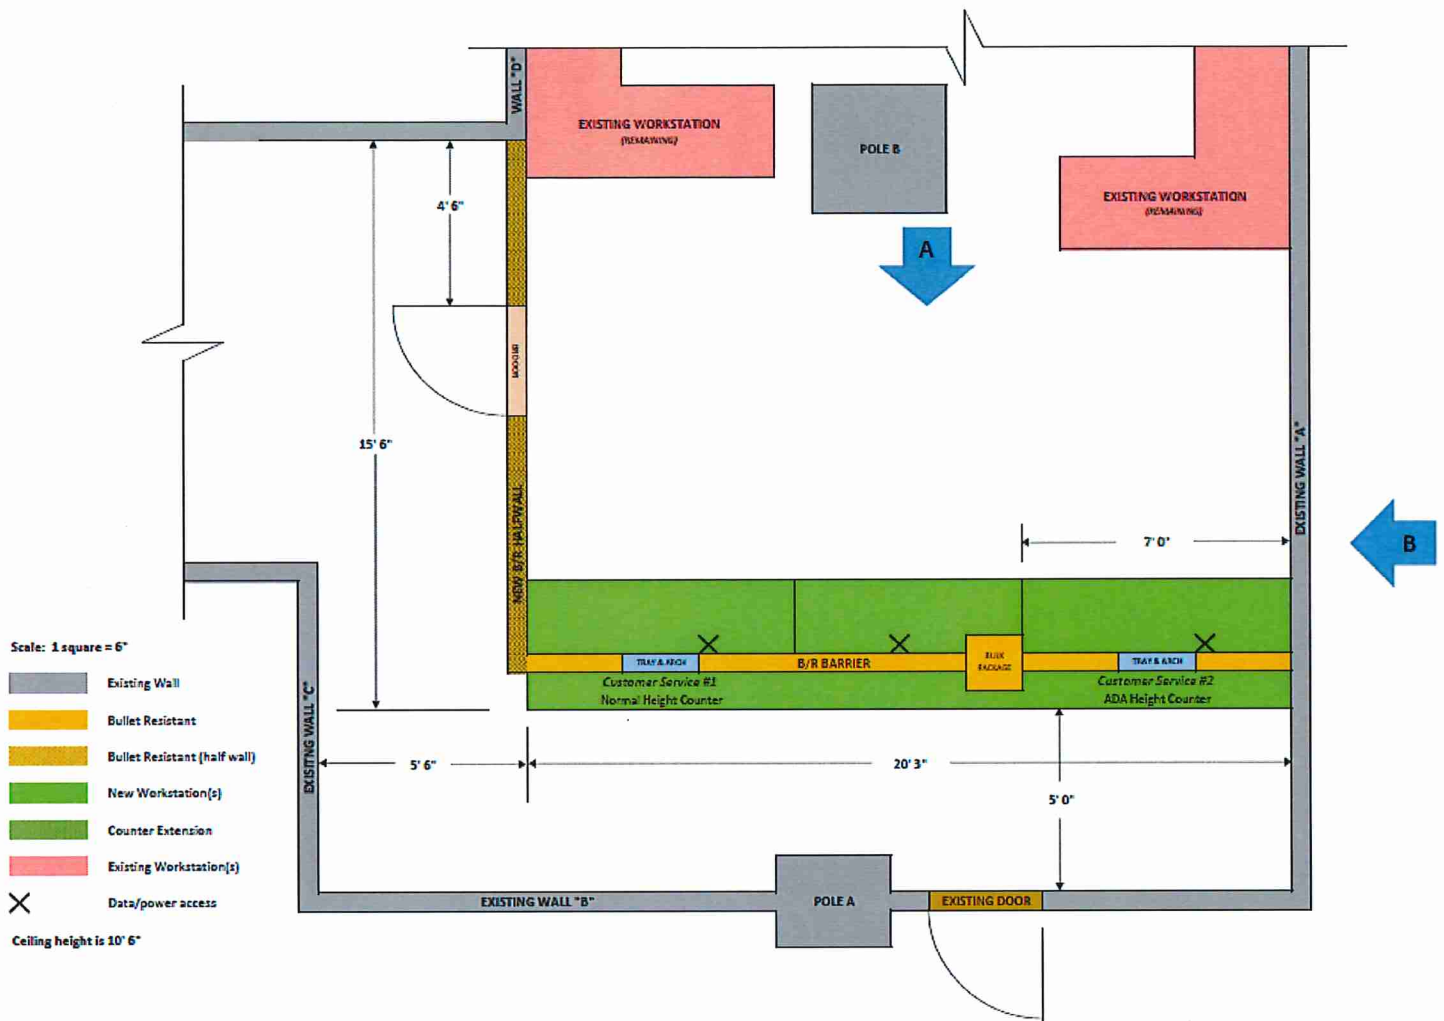 WALL "D"
EXISTING WORKSTATION
(REMAINING)
POLE B
EXISTING WORKSTATION
(REMAINING)
4' 6"
A
15' 6"
NEW B/R HALFWALL
EXISTING WALL "A"
7' 0"
B
TRAY & ARCH
B/R BARRIER
BULK
PACKAGE
TRAY & ARCH
Customer Service #1
Normal Height Counter
Customer Service #2
ADA Height Counter
EXISITNG WALL "C"
5' 6"
20' 3"
5' 0"
EXISTING WALL "B"
POLE A
EXISTING DOOR
Scale: 1 square = 6"
Existing Wall
Bullet Resistant
Bullet Resistant (half wall)
New Workstation(s)
Counter Extension
Existing Workstation(s)
Data/power access
Ceiling height is 10' 6"